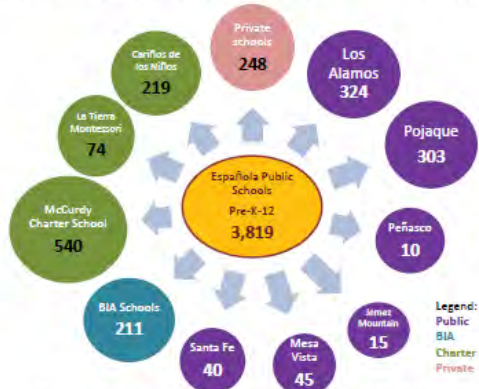 Private
schools
248
Los
Alamos
324
Pojaque
303
Peñasco
10
Jemez
Mountain
15
Mesa
Vista
45
Santa Fe
40
BIA Schools
211
McCurdy
Charter School
540
La Tierra
Montessori
74
Cariños de
los Niños
219
Española Public
Schools
Pre-K-12
3,819
Legend:
Public
BIA
Charter
Private